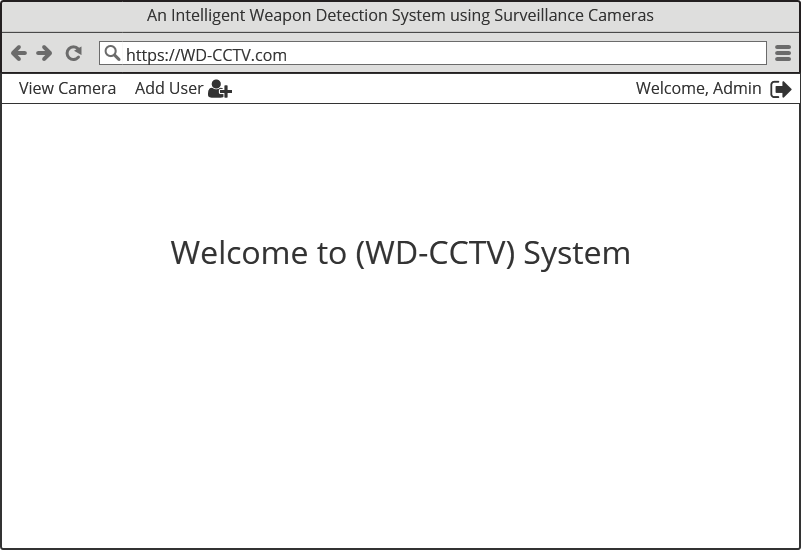 An Intelligent Weapon Detection System using Surveillance Cameras
https://WD-CCTV.com
View Camera Add User Welcome, Admin
Welcome to (WD-CCTV) System